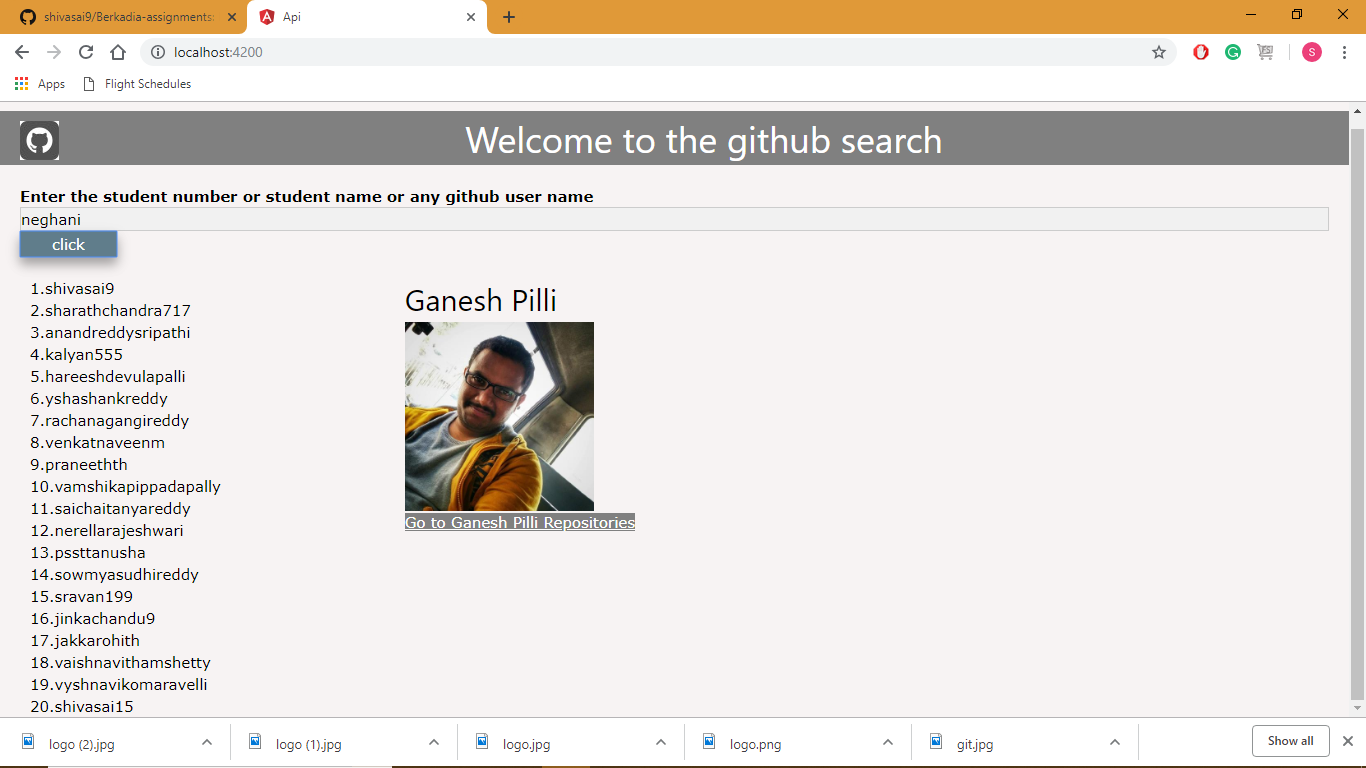 shivasai9/Berkadia-assignments:
Api
localhost:4200
S
Apps
Flight Schedules
Welcome to the github search
Enter the student number or student name or any github user name
neghani
click
1.shivasai9
2.sharathchandra717
3.anandreddysripathi
4.kalyan555
5.hareeshdevulapalli
6.yshashankreddy
7.rachanagangireddy
8.venkatnaveenm
9.praneethth
10.vamshikapippadapally
11.saichaitanyareddy
12.nerellarajeshwari
13.pssttanusha
14.sowmyasudhireddy
15.sravan199
16.jinkachandu9
17.jakkarohith
18.vaishnavithamshetty
19.vyshnavikomaravelli
20.shivasai15
Ganesh Pilli
Go to Ganesh Pilli Repositories
logo (2).jpg
logo (1).jpg
logo.jpg
logo.png
git.jpg
Show all